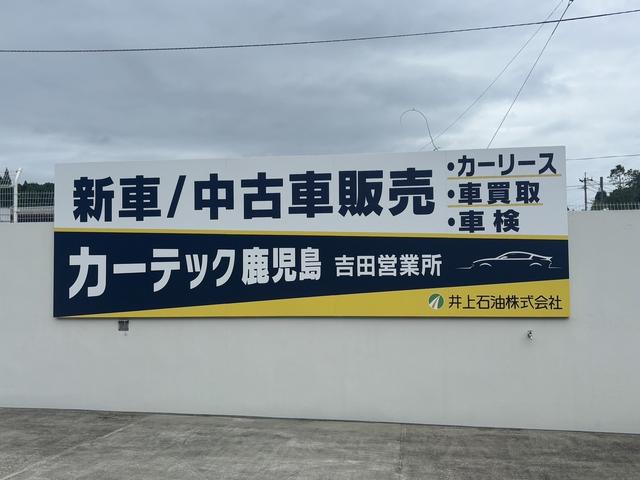 新車/中古車販売
・カーリース
・車買取
・車検
カーテック鹿児島 吉田営業所
井上石油株式会社